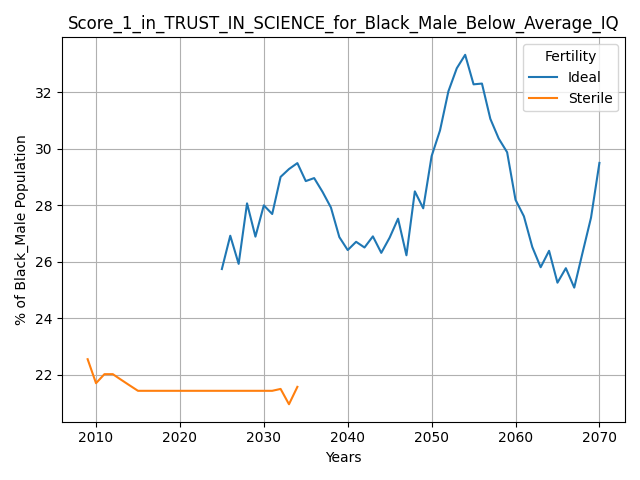 Score_1_in_TRUST_IN_SCIENCE_for_Black_Male_Below_Average_IQ
Fertility
Ideal
Sterile
% of Black_Male Population
32
30
28
26
24
22
2010
2020
2030
2040
2050
2060
2070
Years